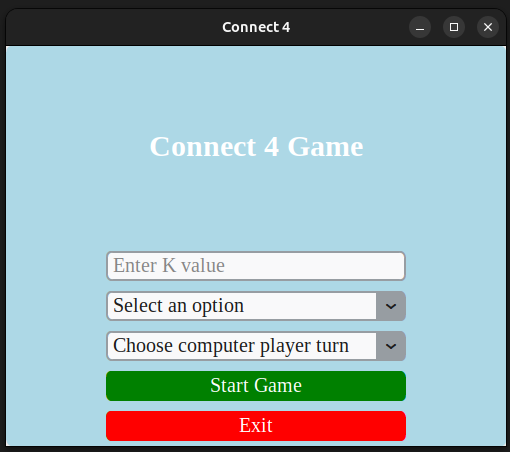 Connect 4
Connect 4 Game
Enter K value
Select an option
Choose computer player turn
Start Game
Exit